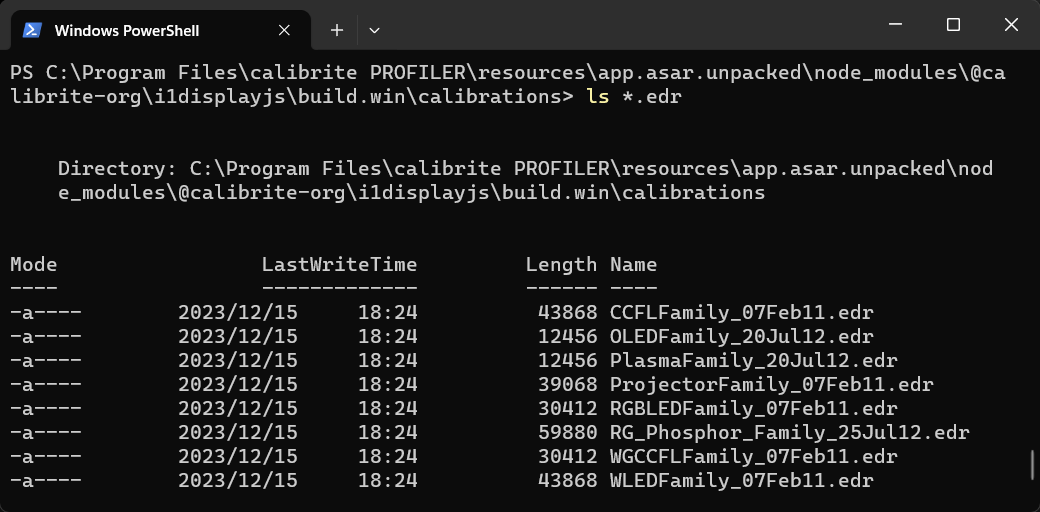 Windows PowerShell
PS C:\Program Files\calibrite PROFILER\resources\app.asar.unpacked\node_modules\@ca
librite-org\i1displayjs\build.win\calibrations> ls *.edr
Directory: C:\Program Files\calibrite PROFILER\resources\app.asar.unpacked\nod
e_modules\@calibrite-org\i1displayjs\build.win\calibrations
Mode                 LastWriteTime         Length Name
----                 -------------         ------ ----
-a----        2023/12/15     18:24          43868 CCFLFamily_07Feb11.edr
-a----        2023/12/15     18:24          12456 OLEDFamily_20Jul12.edr
-a----        2023/12/15     18:24          12456 PlasmaFamily_20Jul12.edr
-a----        2023/12/15     18:24          39068 ProjectorFamily_07Feb11.edr
-a----        2023/12/15     18:24          30412 RGBLEDFamily_07Feb11.edr
-a----        2023/12/15     18:24          59880 RG_Phosphor_Family_25Jul12.edr
-a----        2023/12/15     18:24          30412 WGCCFLFamily_07Feb11.edr
-a----        2023/12/15     18:24          43868 WLEDFamily_07Feb11.edr